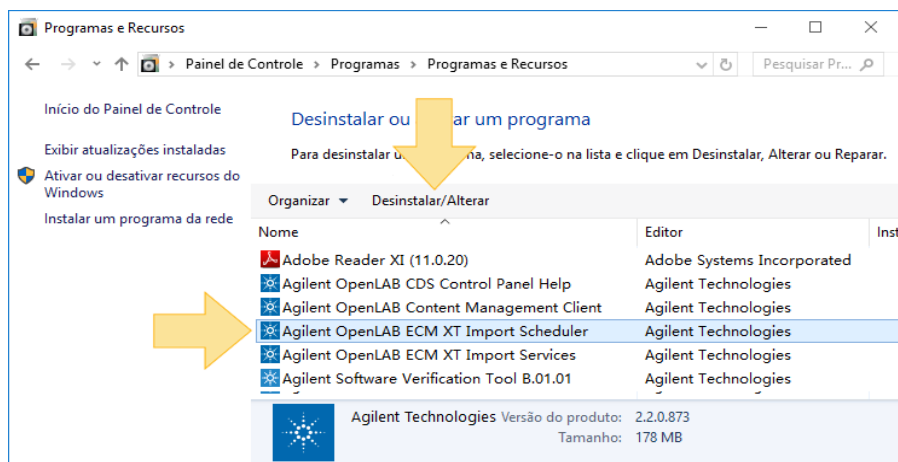 Programas e Recursos
Painel de Controle > Programas > Programas e Recursos
Pesquisar Pr...
Início do Painel de Controle
Exibir atualizações instaladas
Ativar ou desativar recursos do
Windows
Instalar um programa da rede
Desinstalar ou ar um programa
Para desinstalar selecione-o na lista e clique em Desinstalar, Alterar ou Reparar.
Organizar Desinstalar/Alterar
Nome Editor Inst
Adobe Reader XI (11.0.20) Adobe Systems Incorporated
Agilent OpenLAB CDS Control Panel Help Agilent Technologies
Agilent OpenLAB Content Management Client Agilent Technologies
Agilent OpenLAB ECM XT Import Scheduler Agilent Technologies
Agilent OpenLAB ECM XT Import Services Agilent Technologies
Agilent Software Verification Tool B.01.01 Agilent Technologies
Agilent Technologies Versão do produto: 2.2.0.873
Tamanho: 178 MB